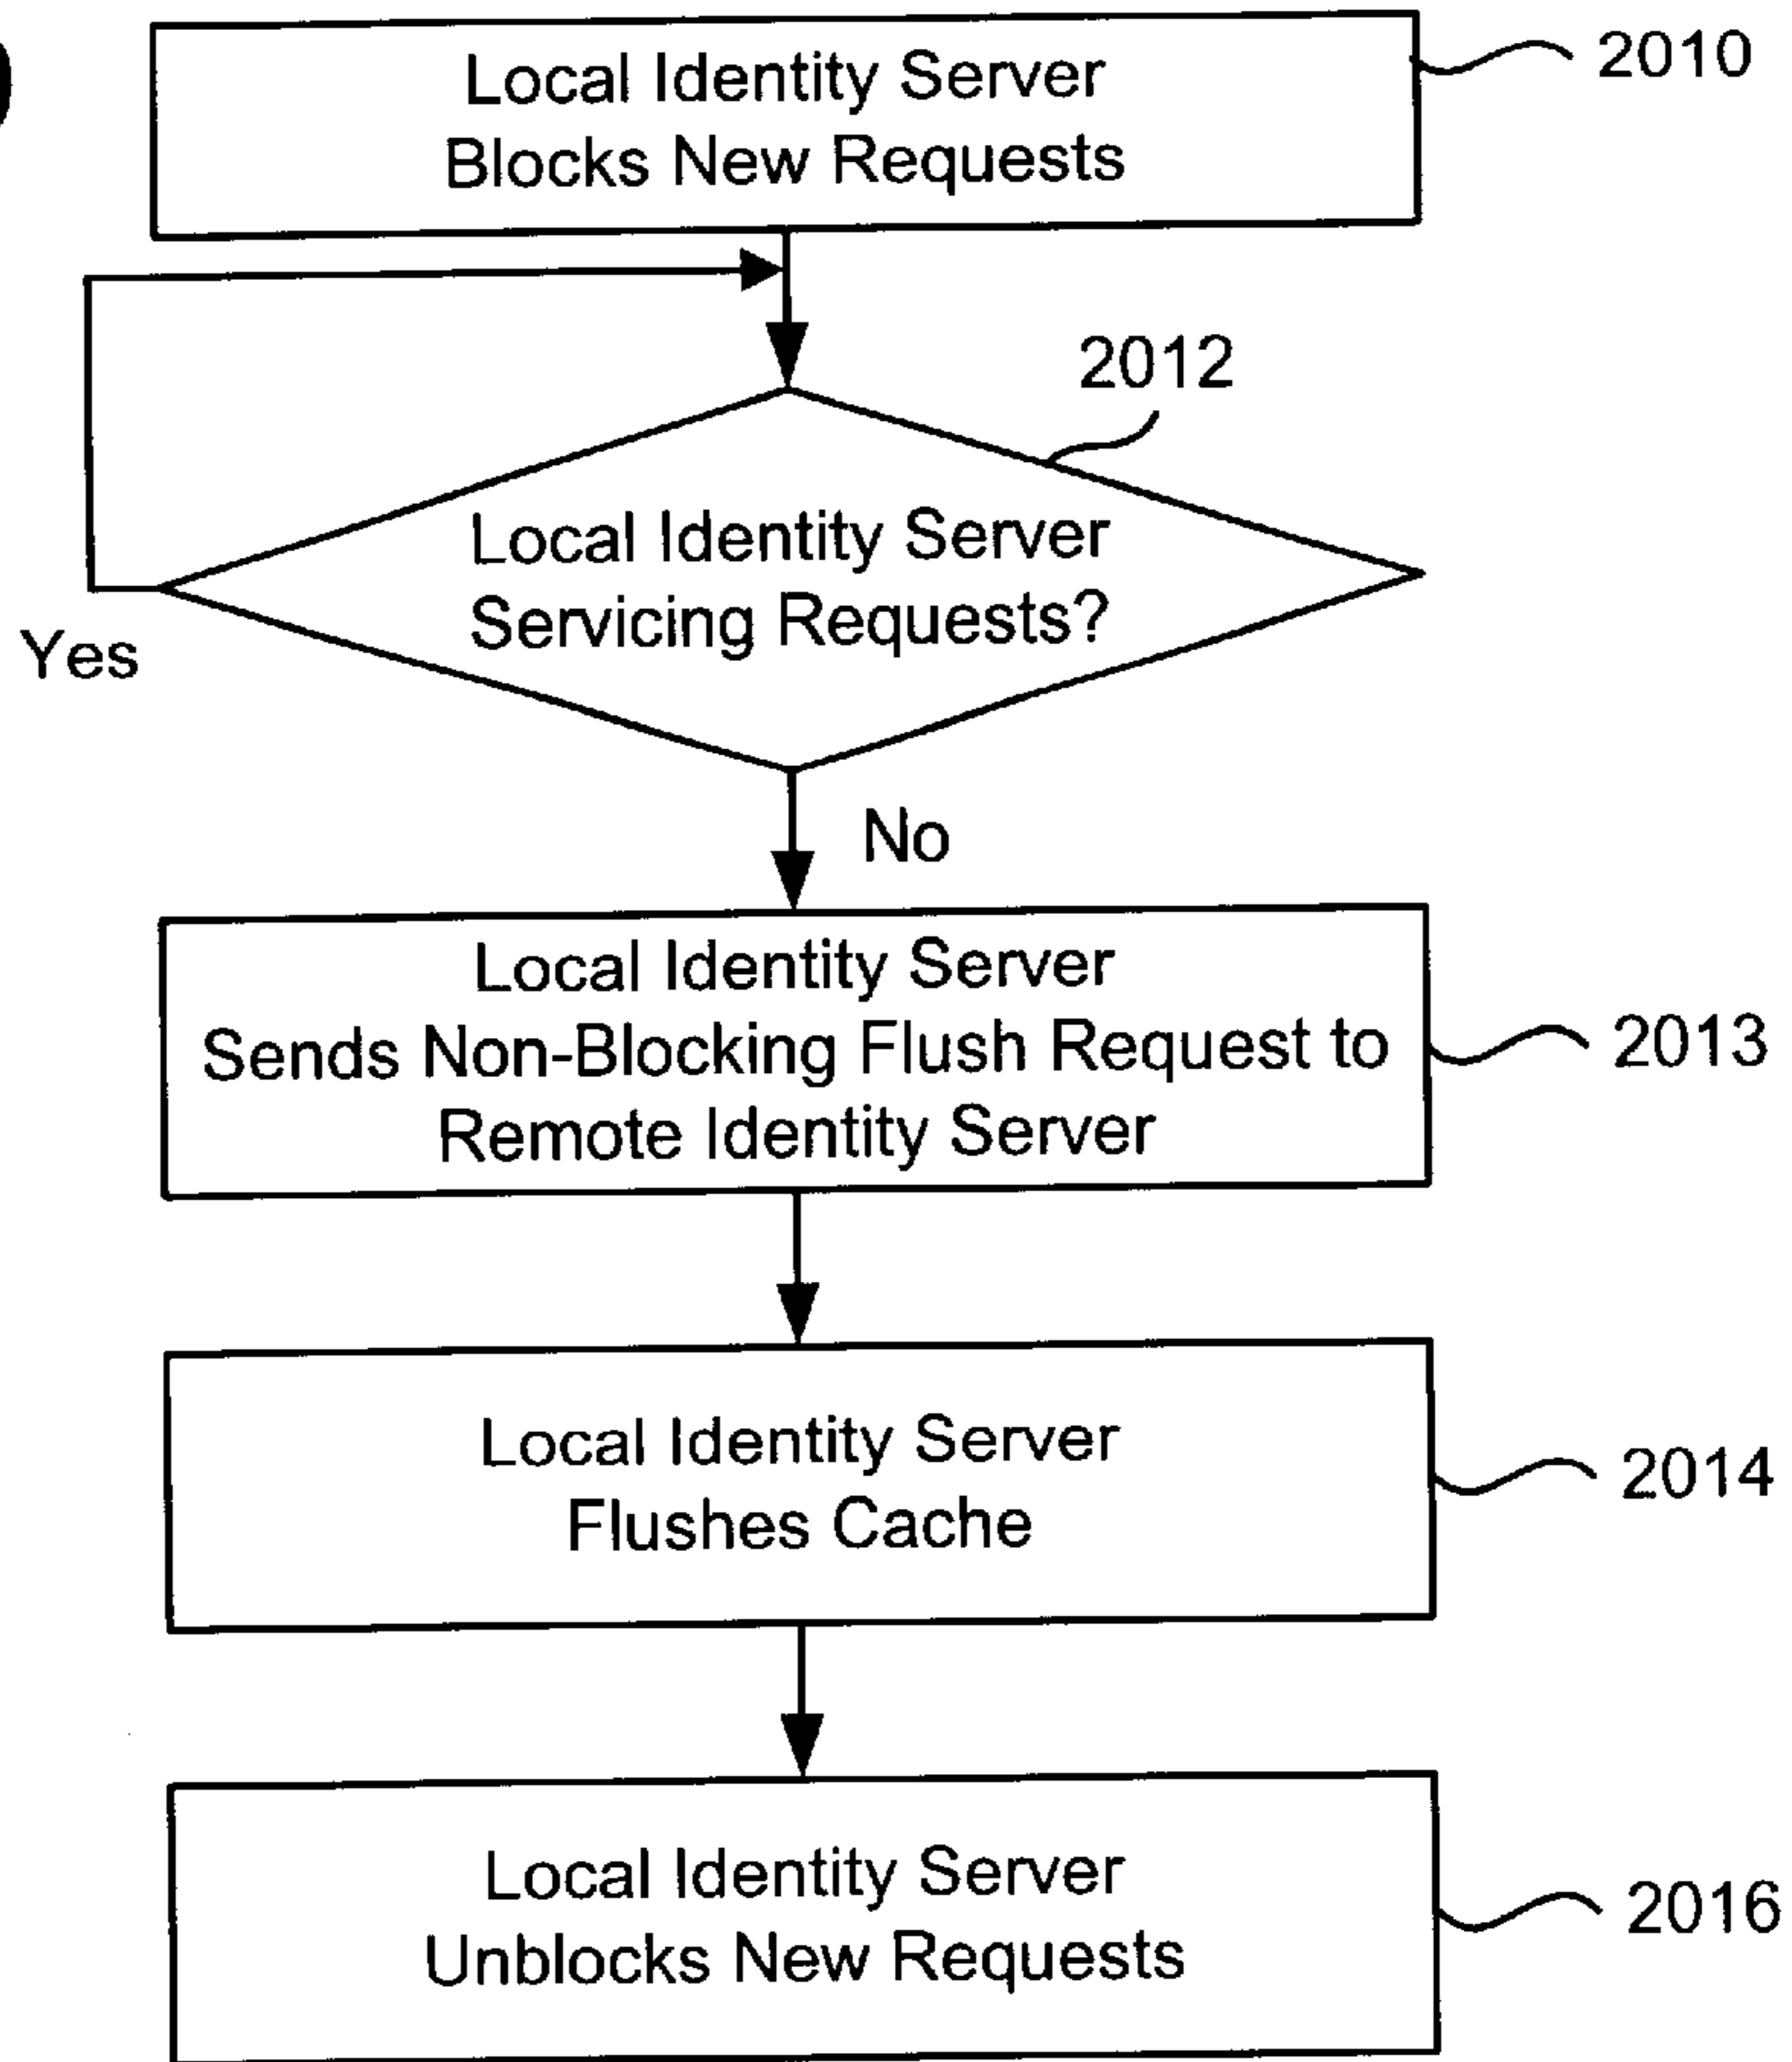 Local Identity Server
Blocks New Requests
2010
2012
Local Identity Server
Servicing Requests?
Yes
No
Local Identity Server
Sends Non-Blocking Flush Request to
Remote Identity Server
2013
Local Identity Server
Flushes Cache
2014
Local Identity Server
Unblocks New Requests
2016